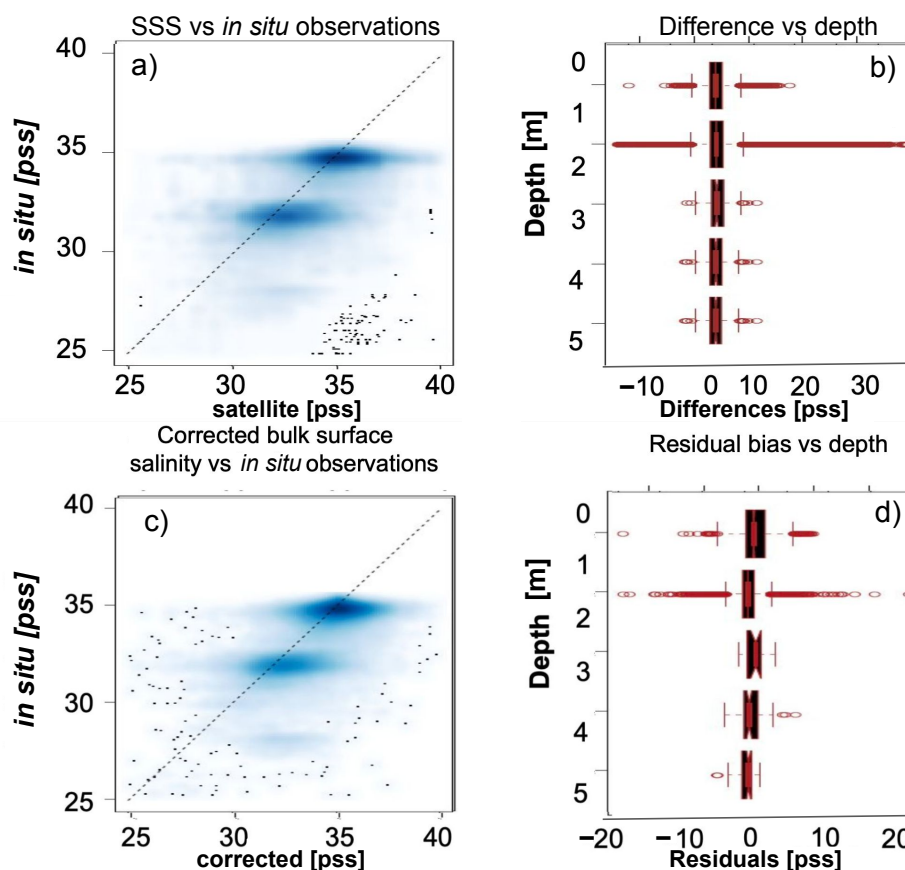 SSS vs in situ observations
a)
40
35
30
25
in situ [pss]
25 30 35 40
satellite [pss]
Difference vs depth
b)
0
1
2
3
4
5
Depth [m]
−10 0 10 20 30
Differences [pss]
Corrected bulk surface
salinity vs in situ observations
c)
40
35
30
25
in situ [pss]
25 30 35 40
corrected [pss]
Residual bias vs depth
d)
0
1
2
3
4
5
Depth [m]
−20 −10 0 10 20
Residuals [pss]